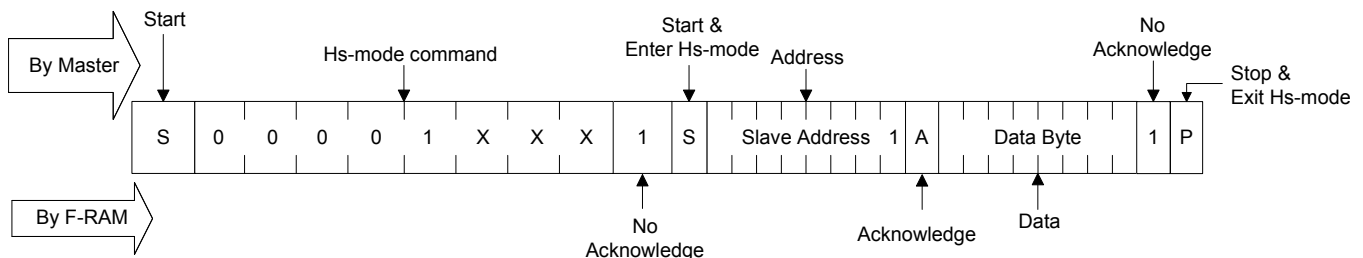 Start
Start &
Enter Hs-mode
No
Acknowledge
By Master
Hs-mode command
Address
Stop &
Exit Hs-mode
S 0 0 0 0 1 X X X 1 S Slave Address 1 A Data Byte 1 P
By F-RAM
No
Acknowledge
Acknowledge
Data